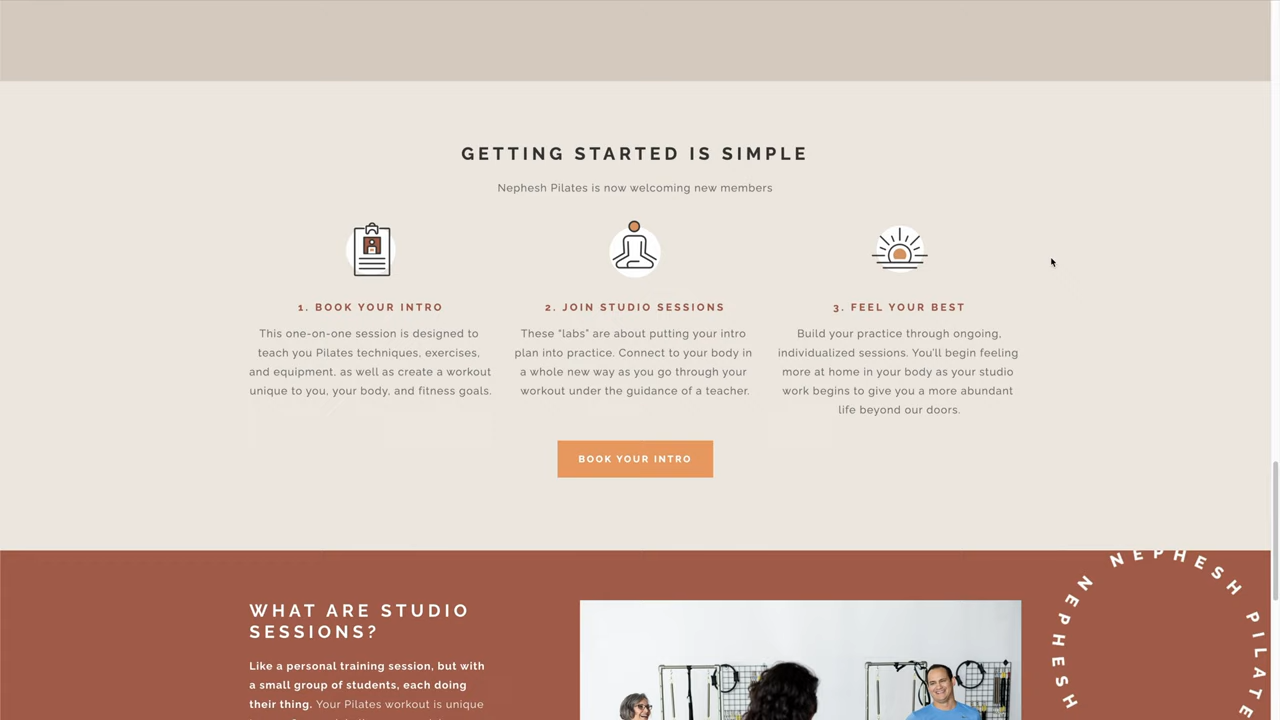 GETTING STARTED IS SIMPLE
Nephesh Pilates is now welcoming new members
1. BOOK YOUR INTRO
This one-on-one session is designed to
teach you Pilates techniques, exercises,
and equipment, as well as create a workout
unique to you, your body, and fitness goals.
2. JOIN STUDIO SESSIONS
These "labs" are about putting your intro
plan into practice. Connect to your body in
a whole new way as you go through your
workout under the guidance of a teacher.
3. FEEL YOUR BEST
Build your practice through ongoing,
individualized sessions. You'll begin feeling
more at home in your body as your studio
work begins to give you a more abundant
life beyond our doors.
BOOK YOUR INTRO
WHAT ARE STUDIO
SESSIONS?
Like a personal training session, but with
a small group of students, each doing
their thing. Your Pilates workout is unique
NEPHESH NEPHESH PILATE